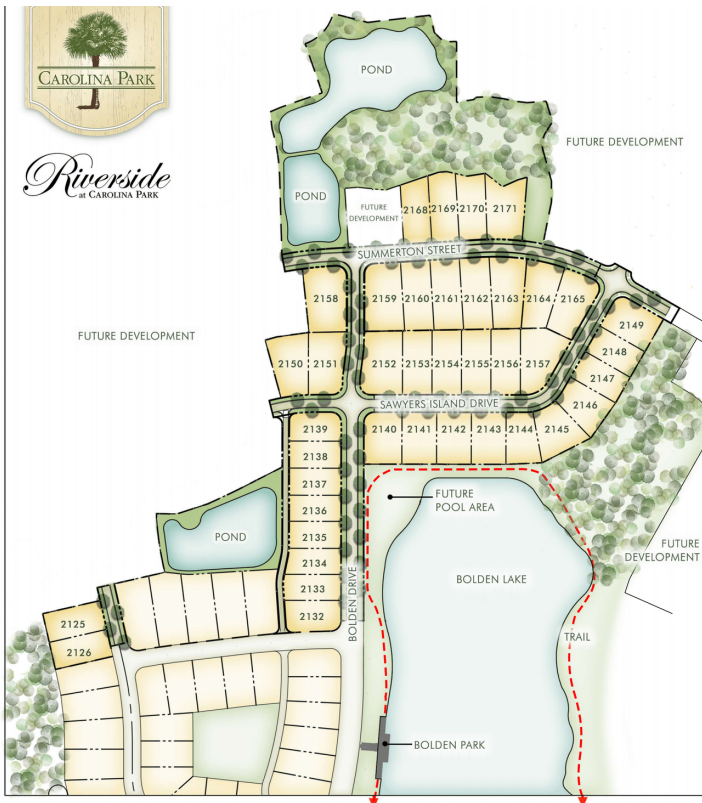 CAROLINA PARK
Riverside
at CAROLINA PARK
POND
FUTURE DEVELOPMENT
POND
FUTURE
DEVELOPMENT
2168 2169 2170 2171
SUMMERTON STREET
2158 2159 2160 2161 2162 2163 2164 2165
2149
FUTURE DEVELOPMENT
2148
2150 2151 2152 2153 2154 2155 2156 2157
2147
2146
SAWYERS ISLAND DRIVE
2139 2140 2141 2142 2143 2144 2145
2138
2137
FUTURE
POOL AREA
2136
2135
POND
FUTURE
DEVELOPMENT
2134
BOLDEN LAKE
2133
BOLDEN DRIVE
2132
2125
2126
TRAIL
BOLDEN PARK